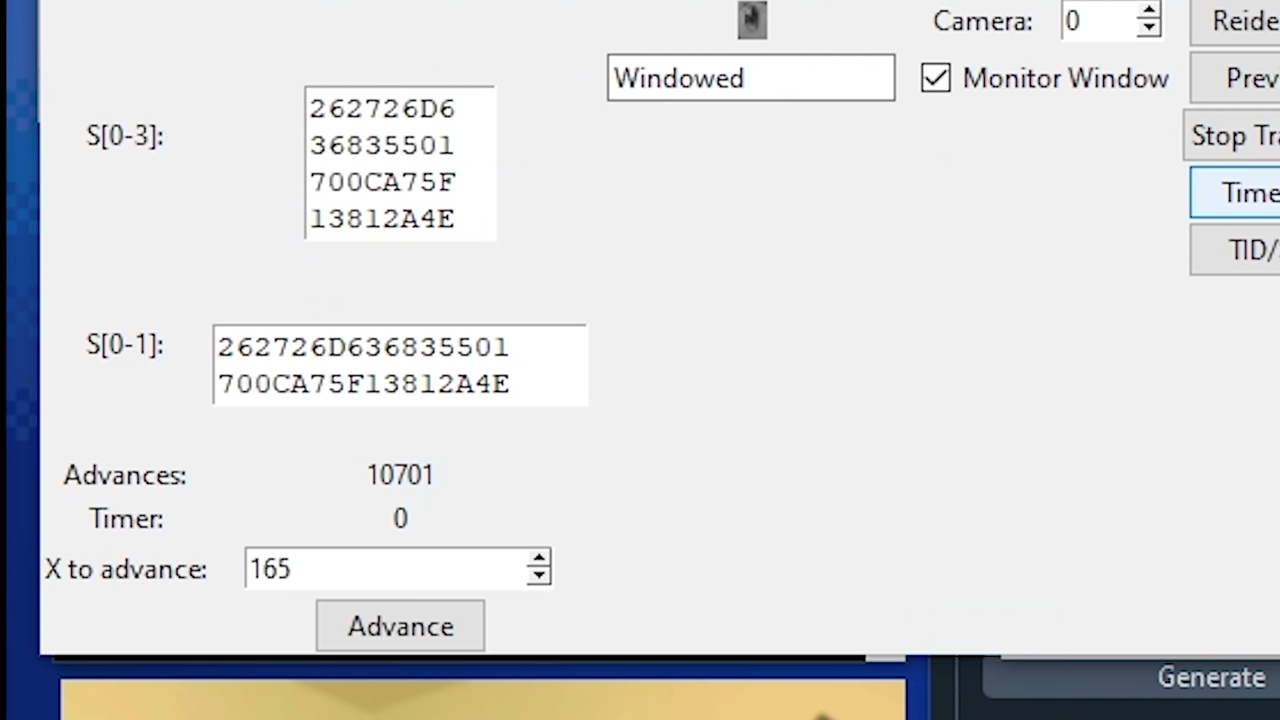 Camera: 0 Reide
Windowed Monitor Window Prev
S[0-3]: 262726D6
36835501
700CA75F
13812A4E
Stop Tra
Time
TID/
S[0-1]: 262726D636835501
700CA75F13812A4E
Advances: 10701
Timer: 0
X to advance: 165
Advance
Generate